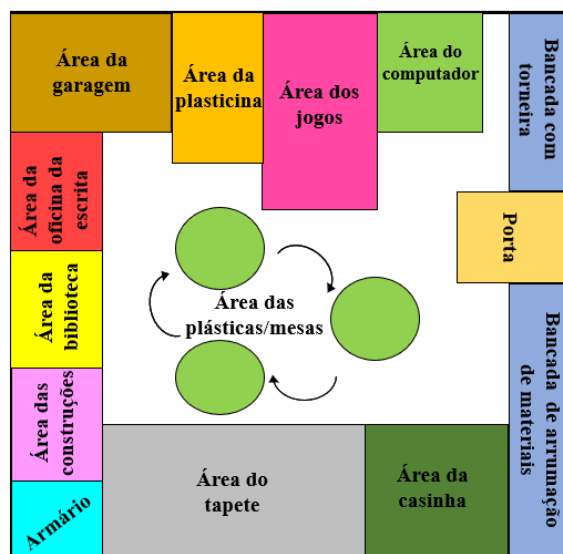 Área da
garagem
Área da
plasticina
Área dos
jogos
Área do
computador
Bancada com
torneira
Área da
oficina da
escrita
Porta
Área da
biblioteca
Área das
plásticas/mesas
Área das
construções
Bancada de arrumação
de materiais
Armário
Área do
tapete
Área da
casinha